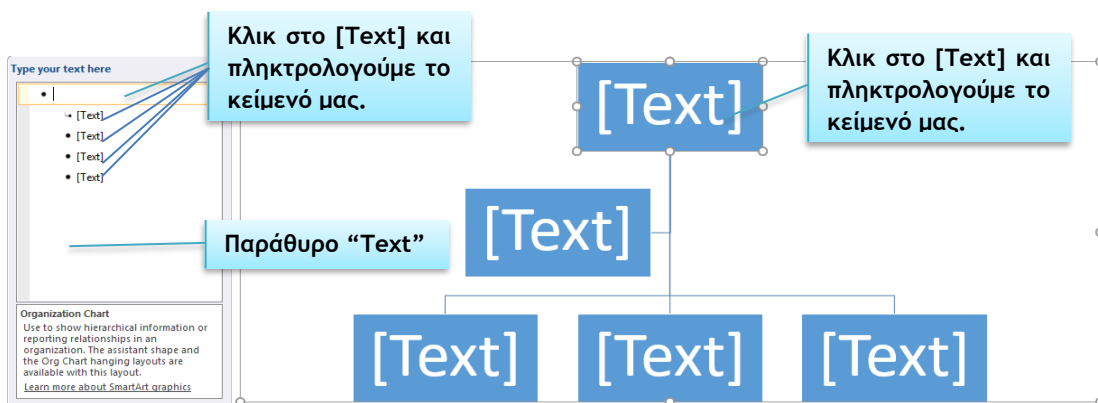 Type your text here
[Text]
[Text]
[Text]
[Text]
Κλικ στο [Text] και
πληκτρολογούμε το
κείμενό μας.
Παράθυρο “Text”
Organization Chart
Use to show hierarchical information or
reporting relationships in an
organization. The assistant shape and
the Org Chart hanging layouts are
available with this layout.
Learn more about SmartArt graphics
[Text]
Κλικ στο [Text] και
πληκτρολογούμε το
κείμενό μας.
[Text]
[Text]
[Text]
[Text]